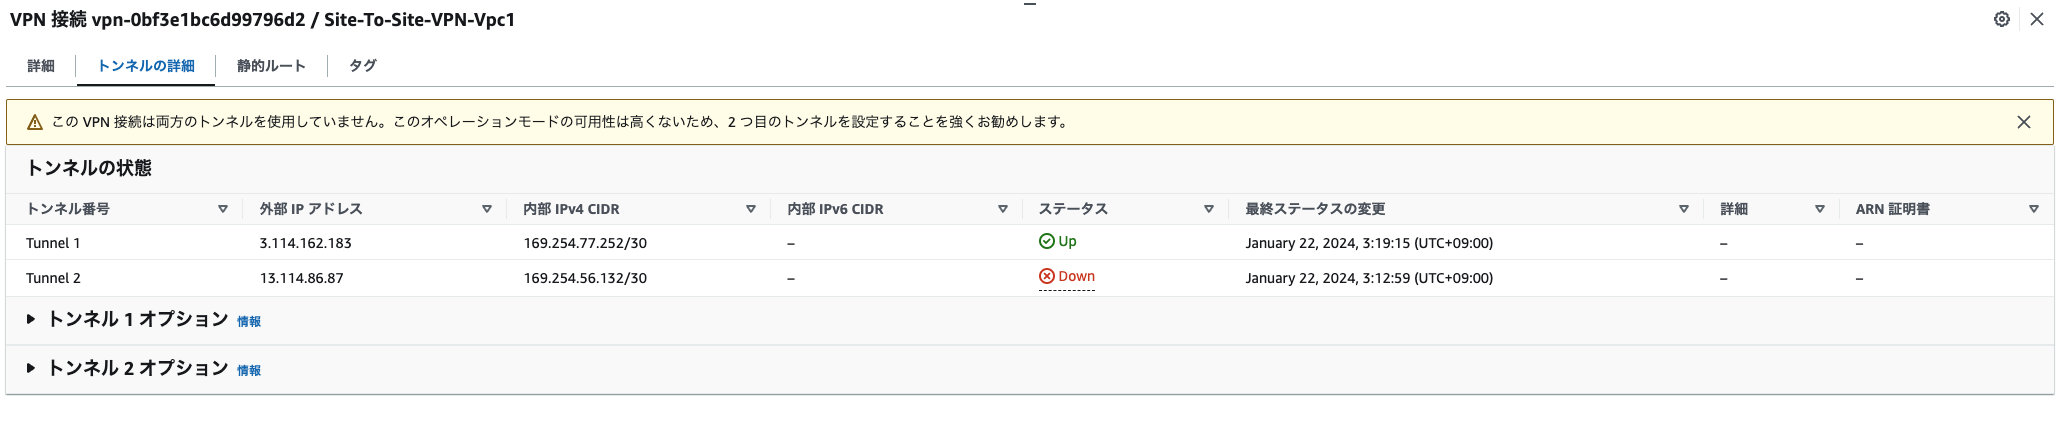 VPN 接続 vpn-0bf3e1bc6d99796d2 / Site-To-Site-VPN-Vpc1
詳細 トンネルの詳細 静的ルート タグ
この VPN 接続は両方のトンネルを使用していません。このオペレーションモードの可用性は高くないため、2 つ目のトンネルを設定することを強くお勧めします。
トンネルの状態
トンネル番号 外部 IP アドレス 内部 IPv4 CIDR 内部 IPv6 CIDR ステータス 最終ステータスの変更 詳細 ARN 証明書
Tunnel 1 3.114.162.183 169.254.77.252/30 – Up January 22, 2024, 3:19:15 (UTC+09:00) – –
Tunnel 2 13.114.86.87 169.254.56.132/30 – Down January 22, 2024, 3:12:59 (UTC+09:00) – –
トンネル 1 オプション 情報
トンネル 2 オプション 情報